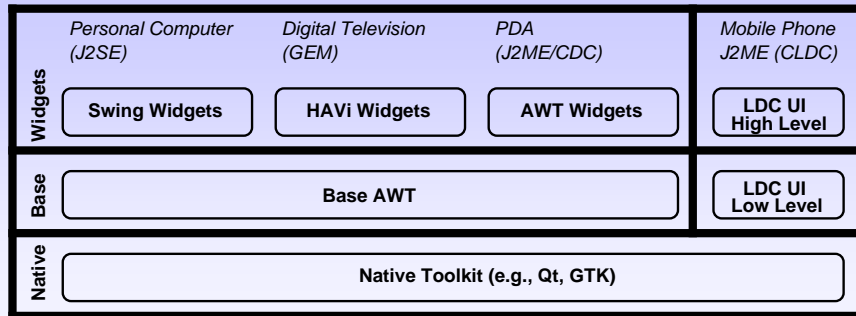 Personal Computer
(J2SE)
Digital Television
(GEM)
PDA
(J2ME/CDC)
Mobile Phone
J2ME (CLDC)
Widgets
Swing Widgets
HAVi Widgets
AWT Widgets
LDC UI
High Level
Base
Base AWT
LDC UI
Low Level
Native
Native Toolkit (e.g., Qt, GTK)